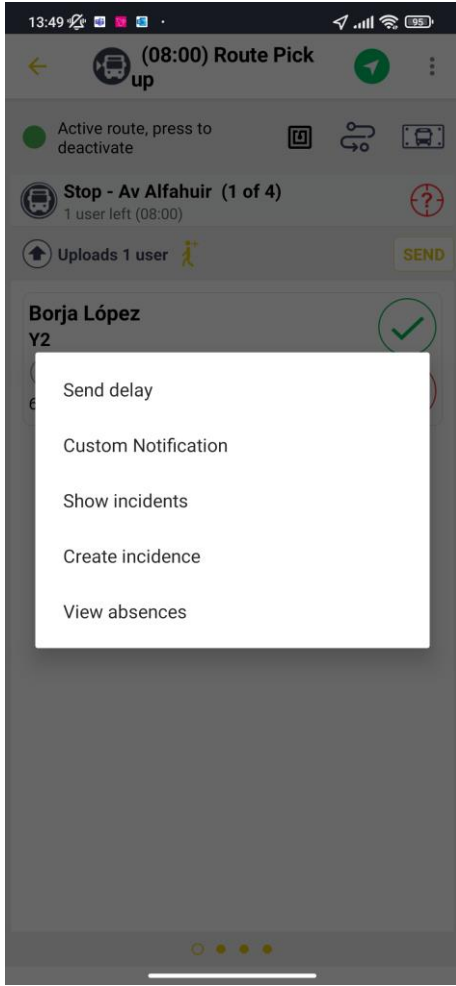 13:49
95
(08:00) Route Pick
up
Active route, press to
deactivate
Stop - Av Alfahuir (1 of 4)
1 user left (08:00)
Uploads 1 user
SEND
Borja López
Y2
6
Send delay
Custom Notification
Show incidents
Create incidence
View absences